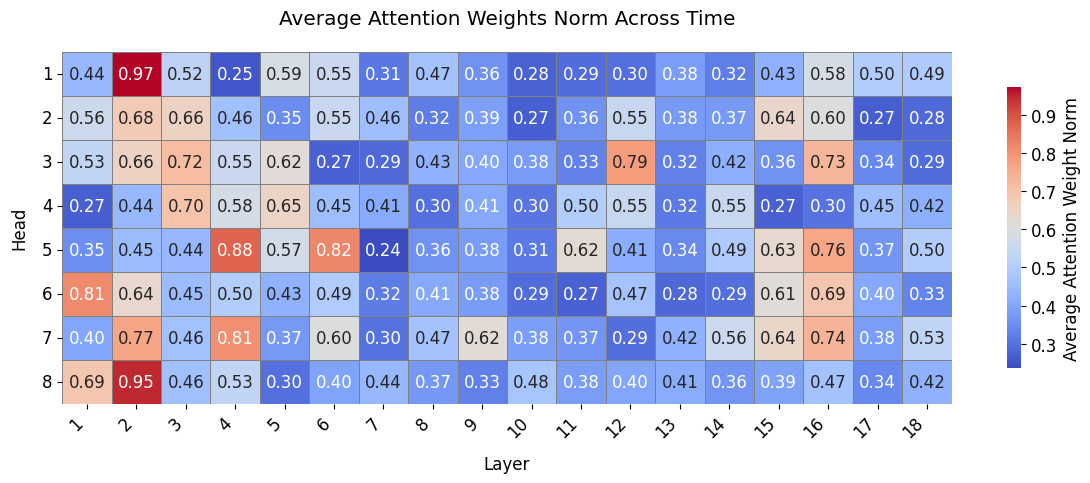 Average Attention Weights Norm Across Time
1 0.44 0.97 0.52 0.25 0.59 0.55 0.31 0.47 0.36 0.28 0.29 0.30 0.38 0.32 0.43 0.58 0.50 0.49
2 0.56 0.68 0.66 0.46 0.35 0.55 0.46 0.32 0.39 0.27 0.36 0.55 0.38 0.37 0.64 0.60 0.27 0.28
3 0.53 0.66 0.72 0.55 0.62 0.27 0.29 0.43 0.40 0.38 0.33 0.79 0.32 0.42 0.36 0.73 0.34 0.29
4 0.27 0.44 0.70 0.58 0.65 0.45 0.41 0.30 0.41 0.30 0.50 0.55 0.32 0.55 0.27 0.30 0.45 0.42
5 0.35 0.45 0.44 0.88 0.57 0.82 0.24 0.36 0.38 0.31 0.62 0.41 0.34 0.49 0.63 0.76 0.37 0.50
6 0.81 0.64 0.45 0.50 0.43 0.49 0.32 0.41 0.38 0.29 0.27 0.47 0.28 0.29 0.61 0.69 0.40 0.33
7 0.40 0.77 0.46 0.81 0.37 0.60 0.30 0.47 0.62 0.38 0.37 0.29 0.42 0.56 0.64 0.74 0.38 0.53
8 0.69 0.95 0.46 0.53 0.30 0.40 0.44 0.37 0.33 0.48 0.38 0.40 0.41 0.36 0.39 0.47 0.34 0.42
1 2 3 4 5 6 7 8 9 10 11 12 13 14 15 16 17 18
Layer
Head
0.9
0.8
0.7
0.6
0.5
0.4
0.3
Average Attention Weight Norm